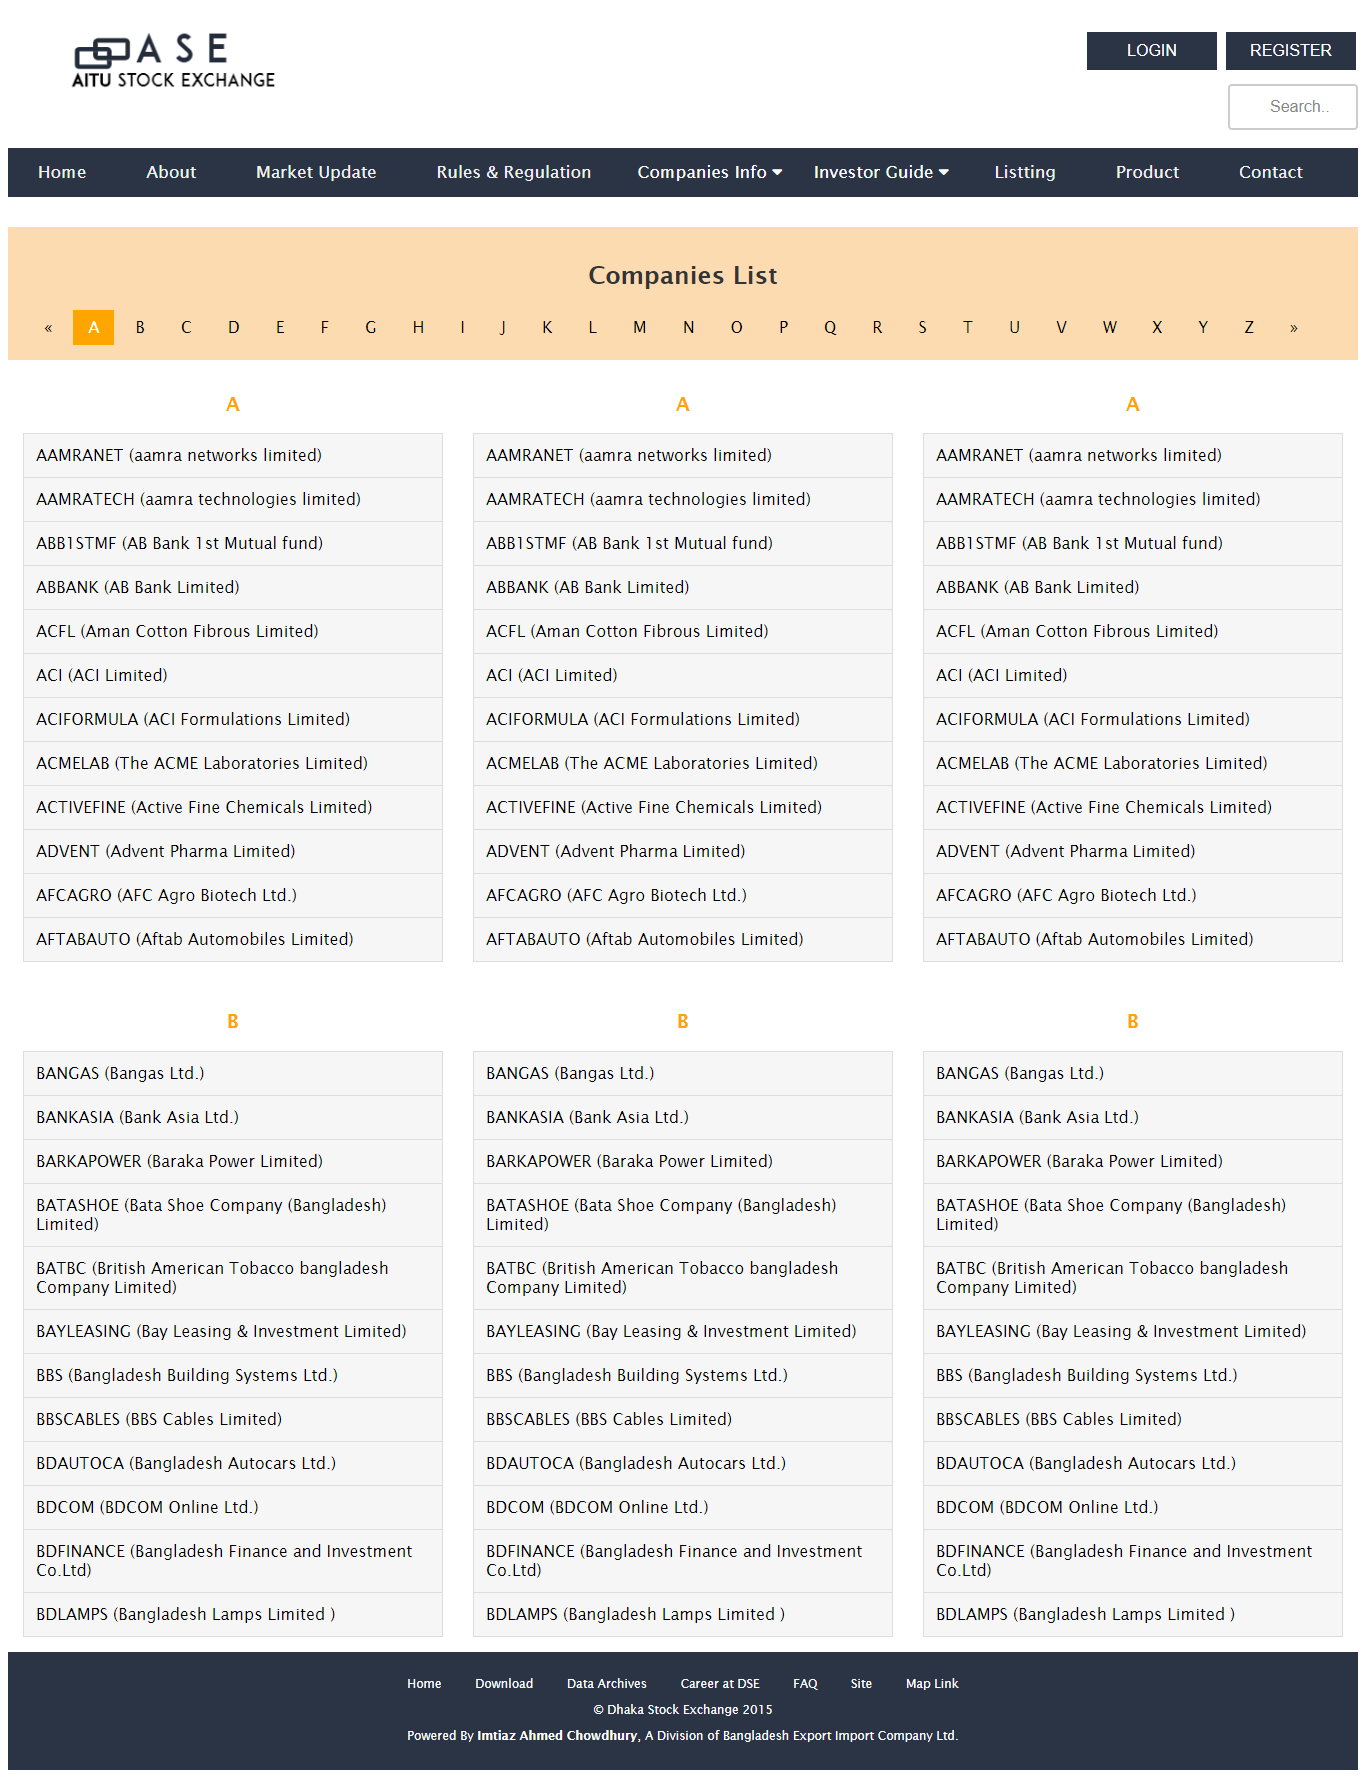 ASE
AITU STOCK EXCHANGE
LOGIN
REGISTER
Search..
Home About Market Update Rules & Regulation Companies Info Investor Guide Listting Product Contact
Companies List
« A B C D E F G H I J K L M N O P Q R S T U V W X Y Z »
A
AAMRANET (aamra networks limited)
AAMRATECH (aamra technologies limited)
ABB1STMF (AB Bank 1st Mutual fund)
ABBANK (AB Bank Limited)
ACFL (Aman Cotton Fibrous Limited)
ACI (ACI Limited)
ACIFORMULA (ACI Formulations Limited)
ACMELAB (The ACME Laboratories Limited)
ACTIVEFINE (Active Fine Chemicals Limited)
ADVENT (Advent Pharma Limited)
AFCAGRO (AFC Agro Biotech Ltd.)
AFTABAUTO (Aftab Automobiles Limited)
A
AAMRANET (aamra networks limited)
AAMRATECH (aamra technologies limited)
ABB1STMF (AB Bank 1st Mutual fund)
ABBANK (AB Bank Limited)
ACFL (Aman Cotton Fibrous Limited)
ACI (ACI Limited)
ACIFORMULA (ACI Formulations Limited)
ACMELAB (The ACME Laboratories Limited)
ACTIVEFINE (Active Fine Chemicals Limited)
ADVENT (Advent Pharma Limited)
AFCAGRO (AFC Agro Biotech Ltd.)
AFTABAUTO (Aftab Automobiles Limited)
A
AAMRANET (aamra networks limited)
AAMRATECH (aamra technologies limited)
ABB1STMF (AB Bank 1st Mutual fund)
ABBANK (AB Bank Limited)
ACFL (Aman Cotton Fibrous Limited)
ACI (ACI Limited)
ACIFORMULA (ACI Formulations Limited)
ACMELAB (The ACME Laboratories Limited)
ACTIVEFINE (Active Fine Chemicals Limited)
ADVENT (Advent Pharma Limited)
AFCAGRO (AFC Agro Biotech Ltd.)
AFTABAUTO (Aftab Automobiles Limited)
B
BANGAS (Bangas Ltd.)
BANKASIA (Bank Asia Ltd.)
BARKAPOWER (Baraka Power Limited)
BATASHOE (Bata Shoe Company (Bangladesh)
Limited)
BATBC (British American Tobacco bangladesh
Company Limited)
BAYLEASING (Bay Leasing & Investment Limited)
BBS (Bangladesh Building Systems Ltd.)
BBSCABLES (BBS Cables Limited)
BDAUTOCA (Bangladesh Autocars Ltd.)
BDCOM (BDCOM Online Ltd.)
BDFINANCE (Bangladesh Finance and Investment
Co.Ltd)
BDLAMPS (Bangladesh Lamps Limited )
B
BANGAS (Bangas Ltd.)
BANKASIA (Bank Asia Ltd.)
BARKAPOWER (Baraka Power Limited)
BATASHOE (Bata Shoe Company (Bangladesh)
Limited)
BATBC (British American Tobacco bangladesh
Company Limited)
BAYLEASING (Bay Leasing & Investment Limited)
BBS (Bangladesh Building Systems Ltd.)
BBSCABLES (BBS Cables Limited)
BDAUTOCA (Bangladesh Autocars Ltd.)
BDCOM (BDCOM Online Ltd.)
BDFINANCE (Bangladesh Finance and Investment
Co.Ltd)
BDLAMPS (Bangladesh Lamps Limited )
B
BANGAS (Bangas Ltd.)
BANKASIA (Bank Asia Ltd.)
BARKAPOWER (Baraka Power Limited)
BATASHOE (Bata Shoe Company (Bangladesh)
Limited)
BATBC (British American Tobacco bangladesh
Company Limited)
BAYLEASING (Bay Leasing & Investment Limited)
BBS (Bangladesh Building Systems Ltd.)
BBSCABLES (BBS Cables Limited)
BDAUTOCA (Bangladesh Autocars Ltd.)
BDCOM (BDCOM Online Ltd.)
BDFINANCE (Bangladesh Finance and Investment
Co.Ltd)
BDLAMPS (Bangladesh Lamps Limited )
Home Download Data Archives Career at DSE FAQ Site Map Link
© Dhaka Stock Exchange 2015
Powered By Imtiaz Ahmed Chowdhury, A Division of Bangladesh Export Import Company Ltd.